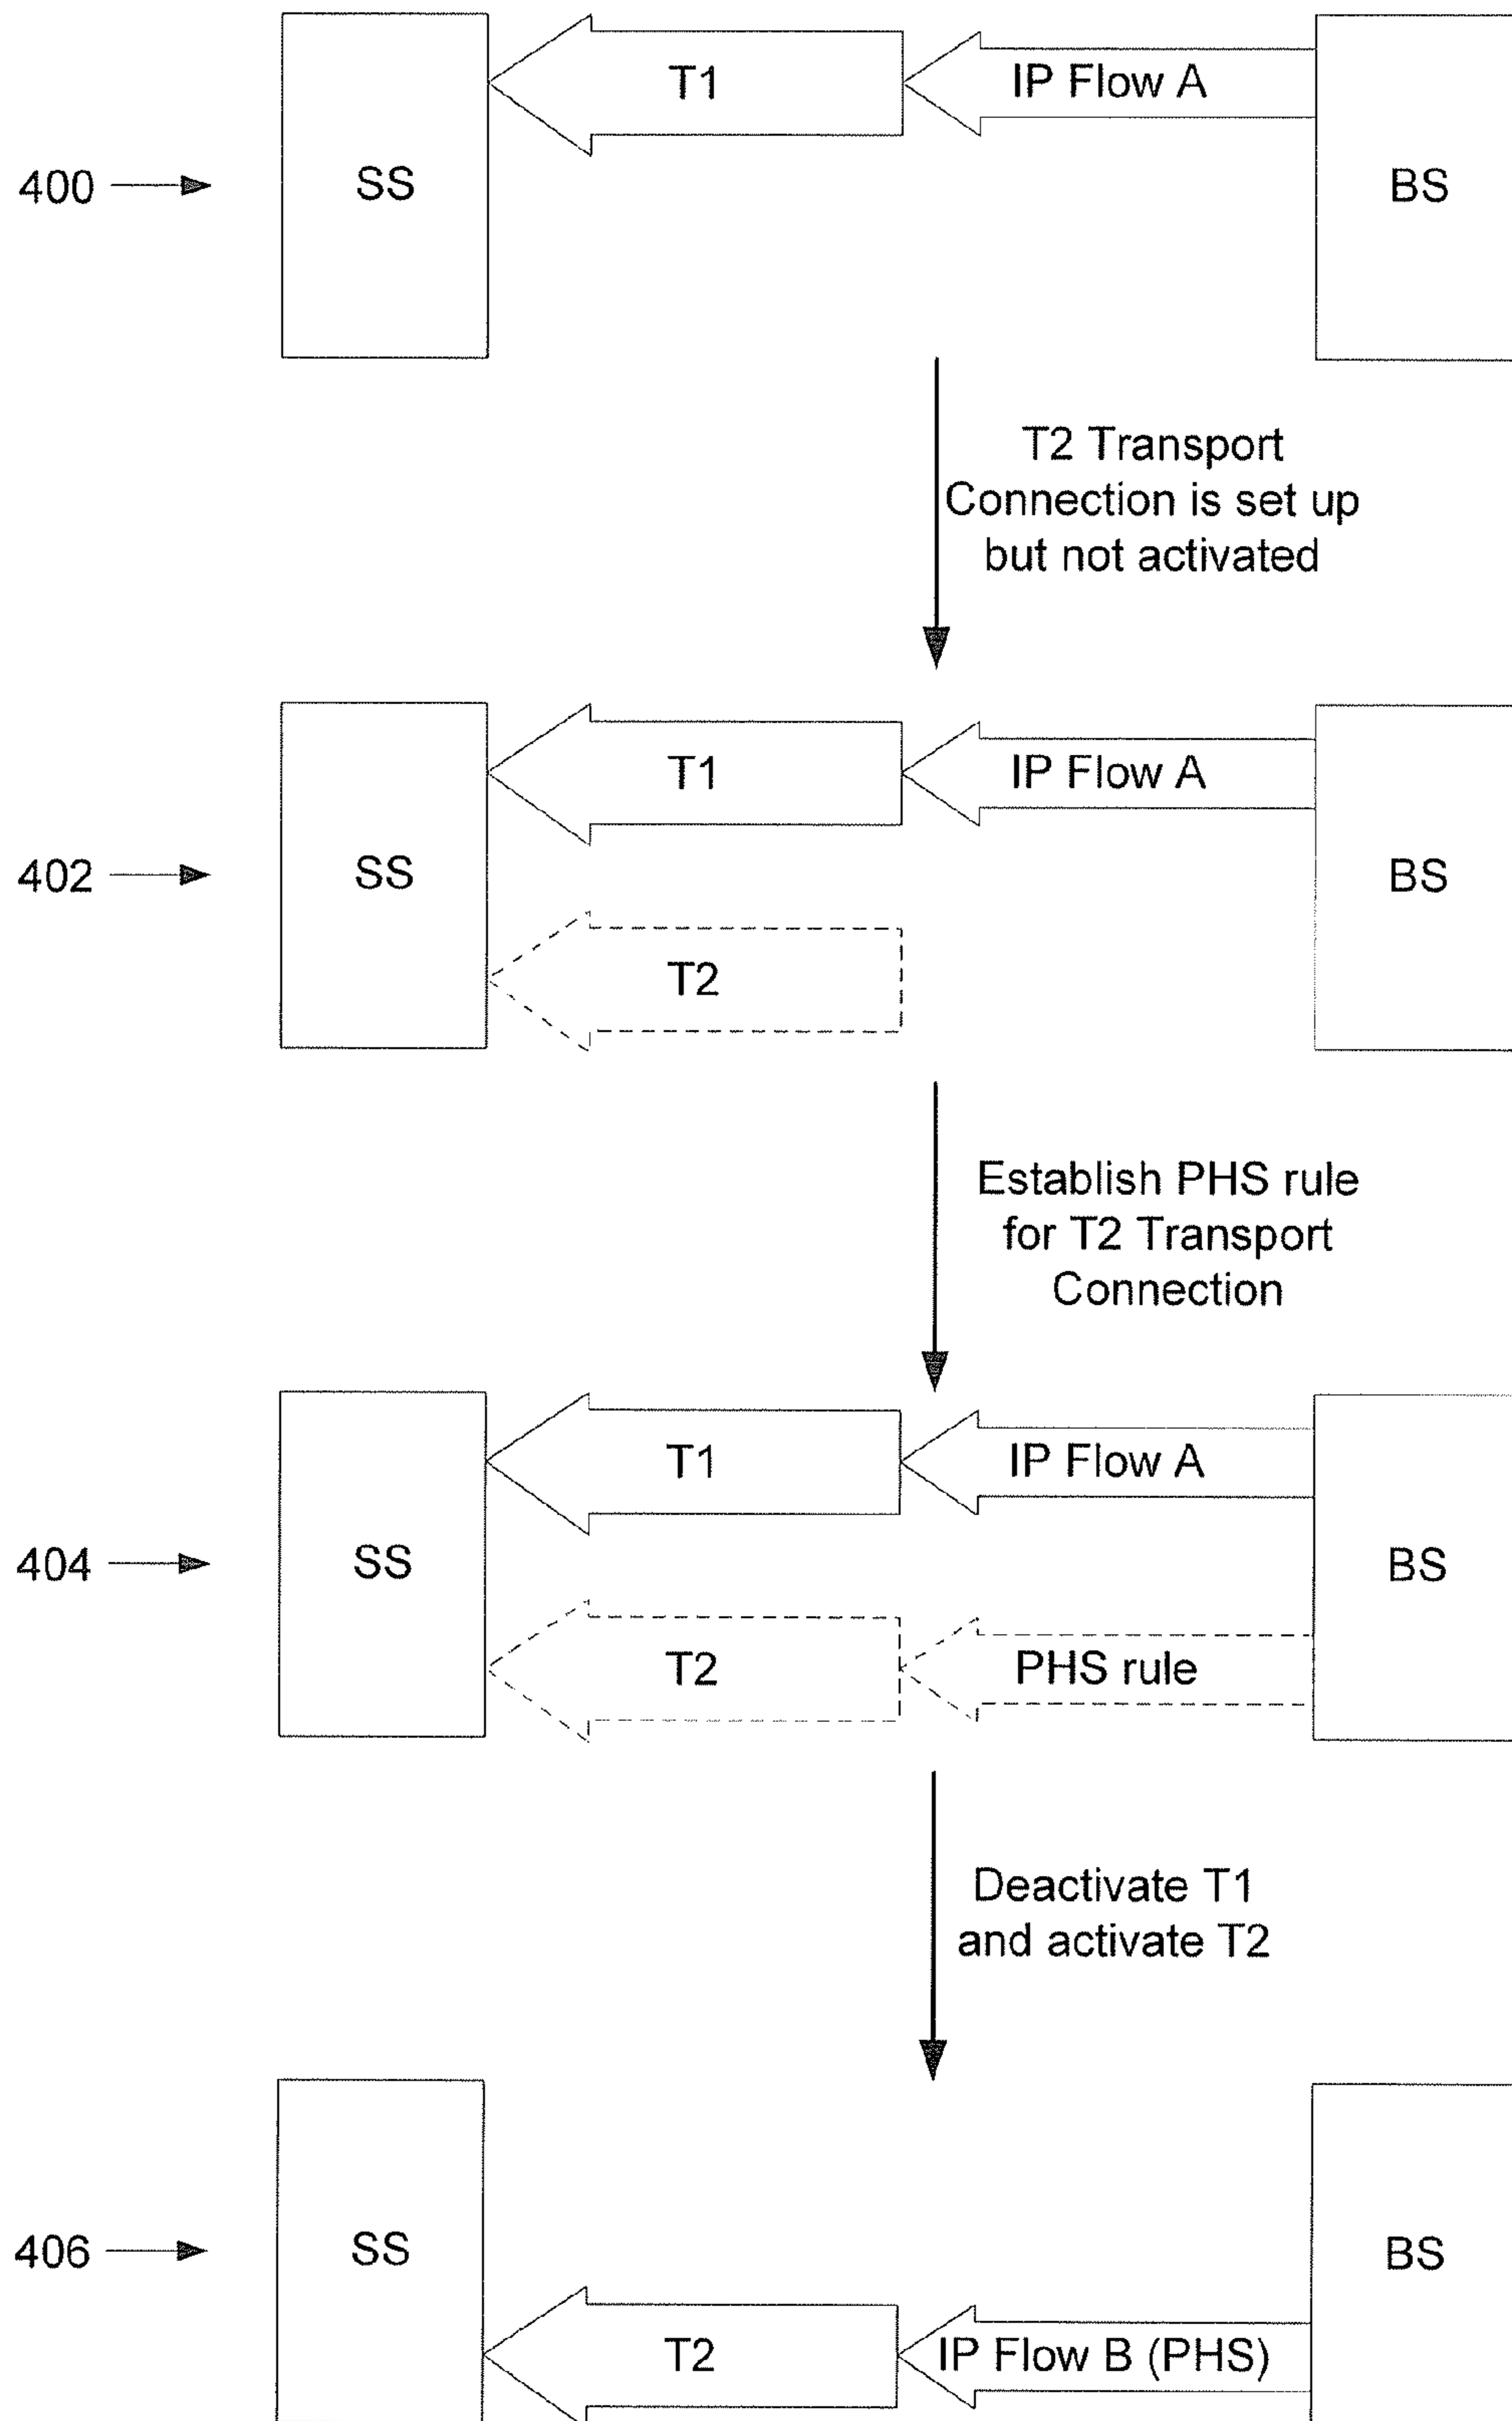 T1
IP Flow A
400
SS
BS
T2 Transport
Connection is set up
but not activated
T1
IP Flow A
402
SS
BS
T2
Establish PHS rule
for T2 Transport
Connection
T1
IP Flow A
404
SS
BS
T2
PHS rule
Deactivate T1
and activate T2
406
SS
BS
T2
IP Flow B (PHS)